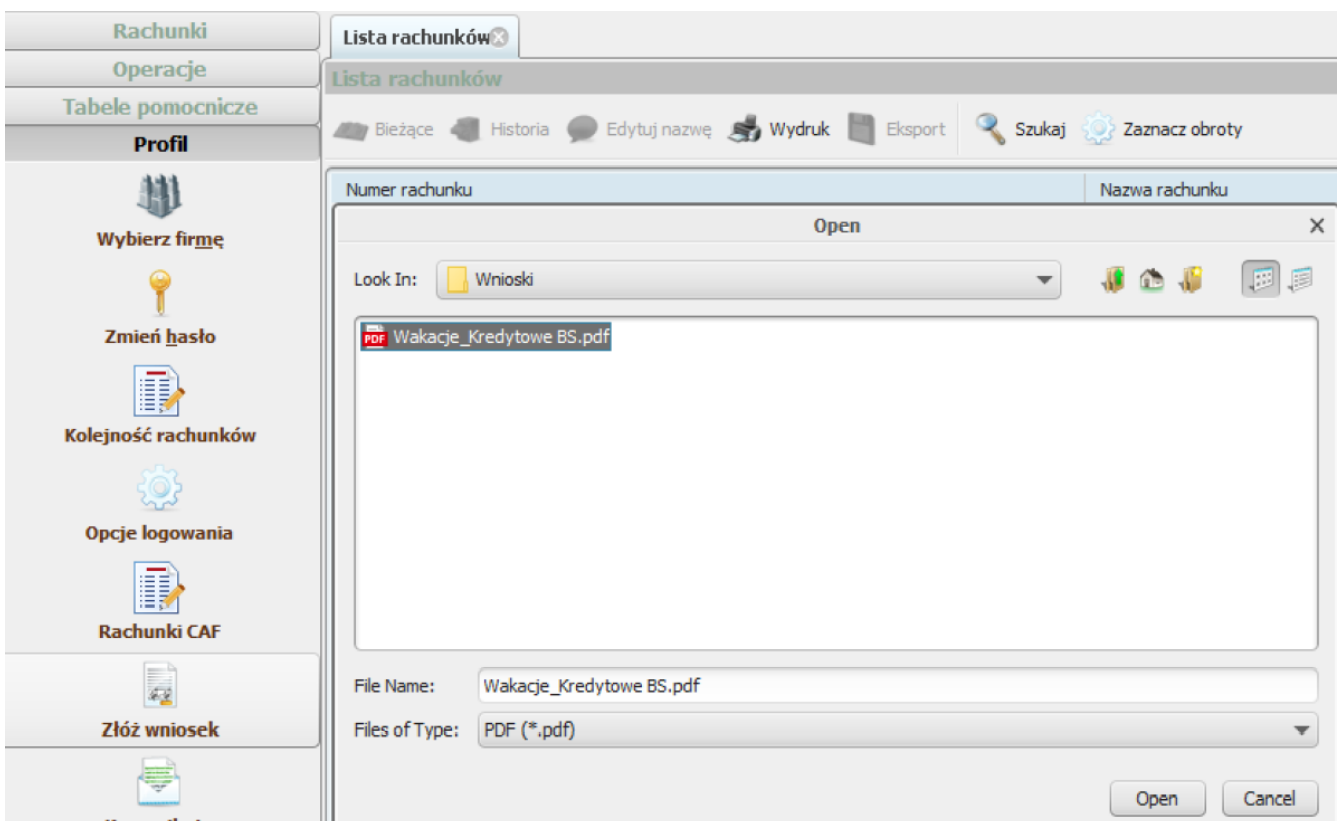 Rachunki
Operacje
Tabele pomocnicze
Profil
Wybierz firmę
Zmień hasło
Kolejność rachunków
Opcje logowania
Rachunki CAF
Złóż wniosek
Lista rachunków
Lista rachunków
Bieżące Historia Edytuj nazwę Wydruk Eksport Szukaj Zaznacz obroty
Numer rachunku Nazwa rachunku
Open
Look In: Wnioski
PDF Wakacje_Kredytowe BS.pdf
File Name: Wakacje_Kredytowe BS.pdf
Files of Type: PDF (*.pdf)
Open Cancel